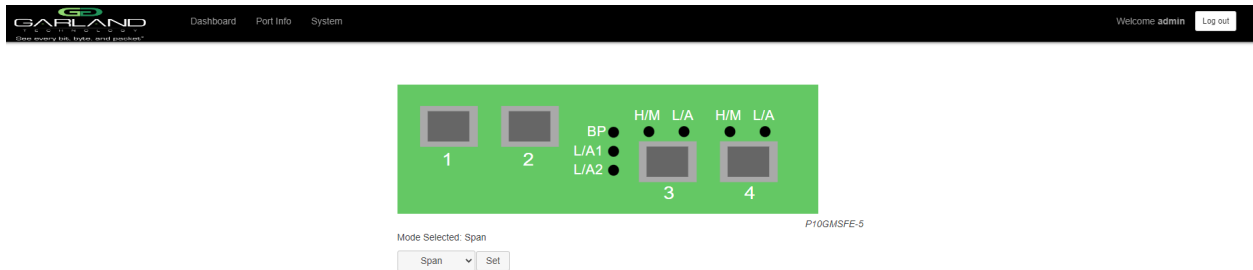 GARLAND
TECHNOLOGY
See every bit, byte, and packet®
Dashboard Port Info System
Welcome admin Log out
H/M L/A H/M L/A
BP
L/A1
L/A2
1 2
3 4
P10GMSFE-5
Mode Selected: Span
Span Set